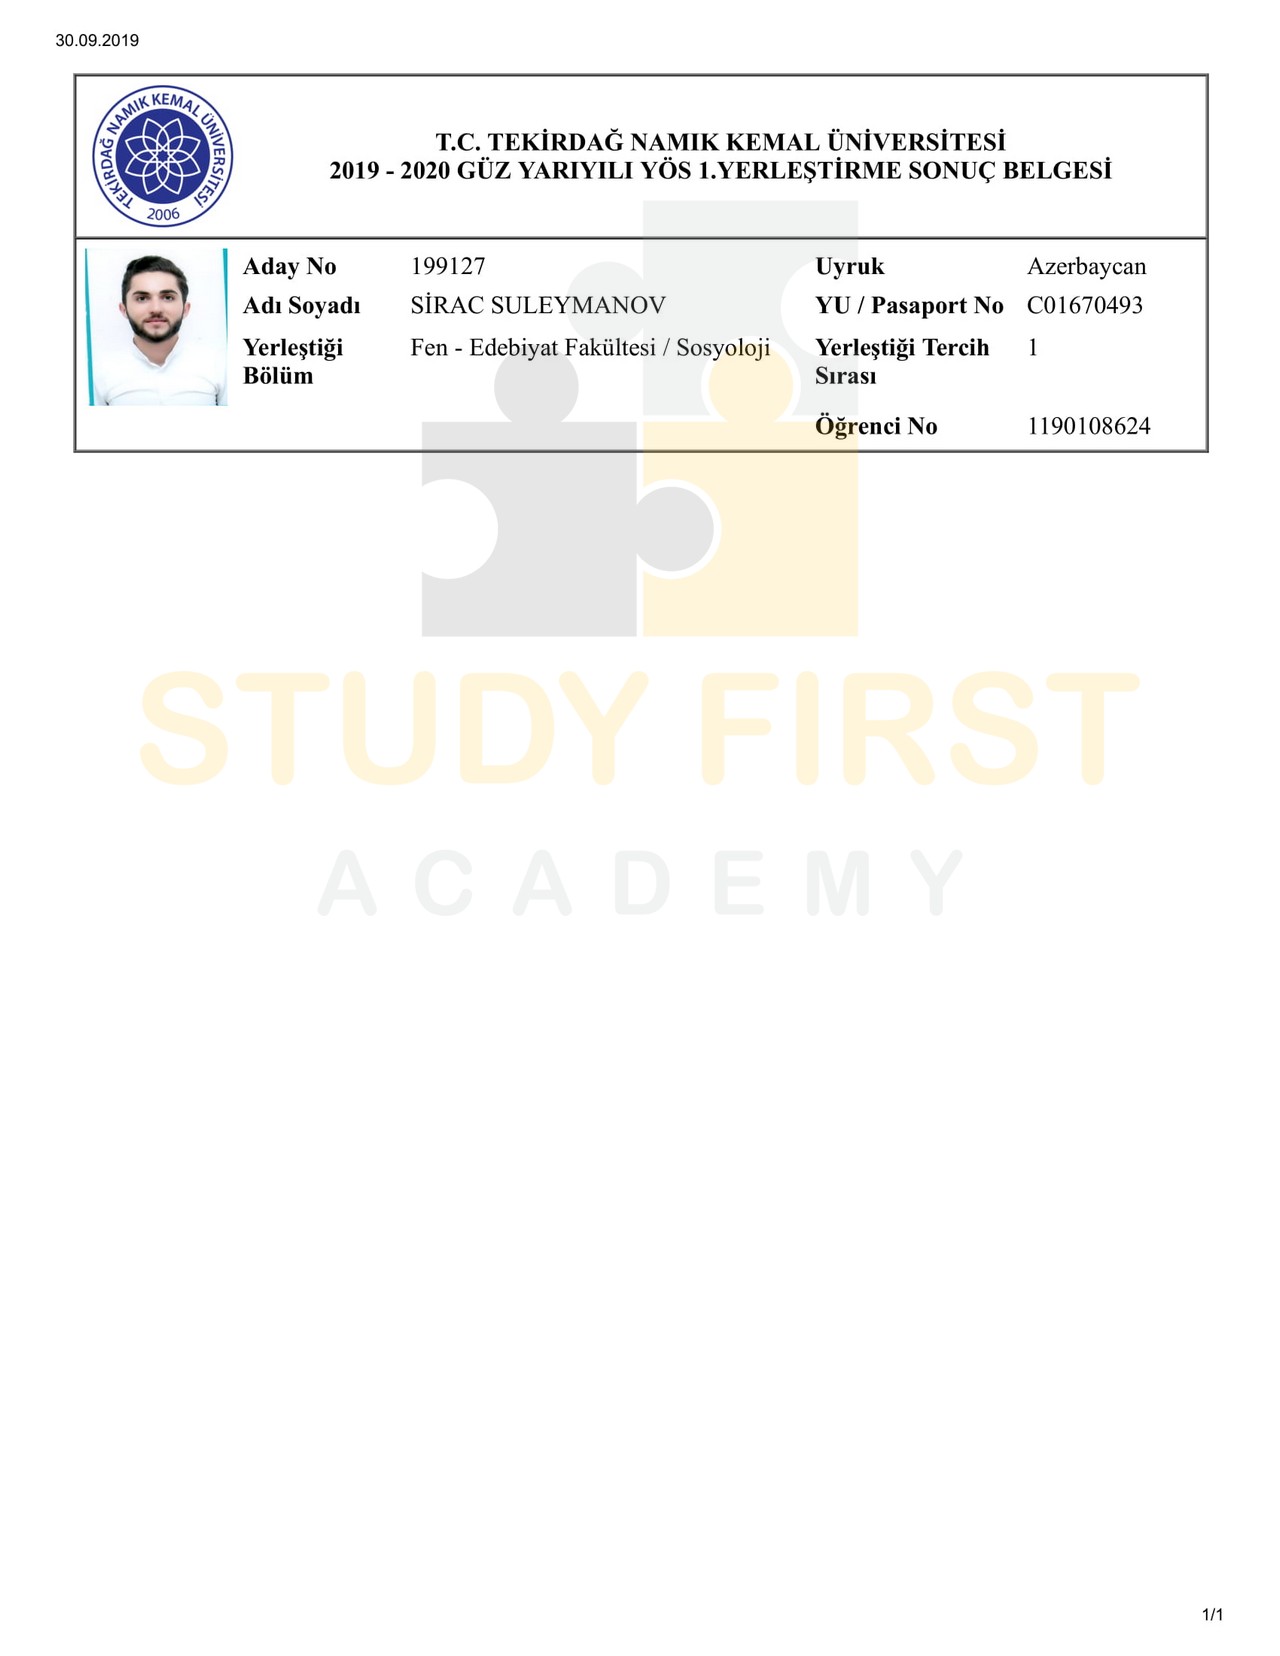 30.09.2019
TEKİRDAĞ NAMIK KEMAL ÜNİVERSİTESİ
2006
T.C. TEKİRDAĞ NAMIK KEMAL ÜNİVERSİTESİ
2019 - 2020 GÜZ YARIYILI YÖS 1.YERLEŞTİRME SONUÇ BELGESİ
Aday No 199127 Uyruk Azerbaycan
Adı Soyadı SİRAC SULEYMANOV YU / Pasaport No C01670493
Yerleştiği Fen - Edebiyat Fakültesi / Sosyoloji Yerleştiği Tercih 1
Bölüm Sırası
Öğrenci No 1190108624
STUDY FIRST
ACADEMY
1/1